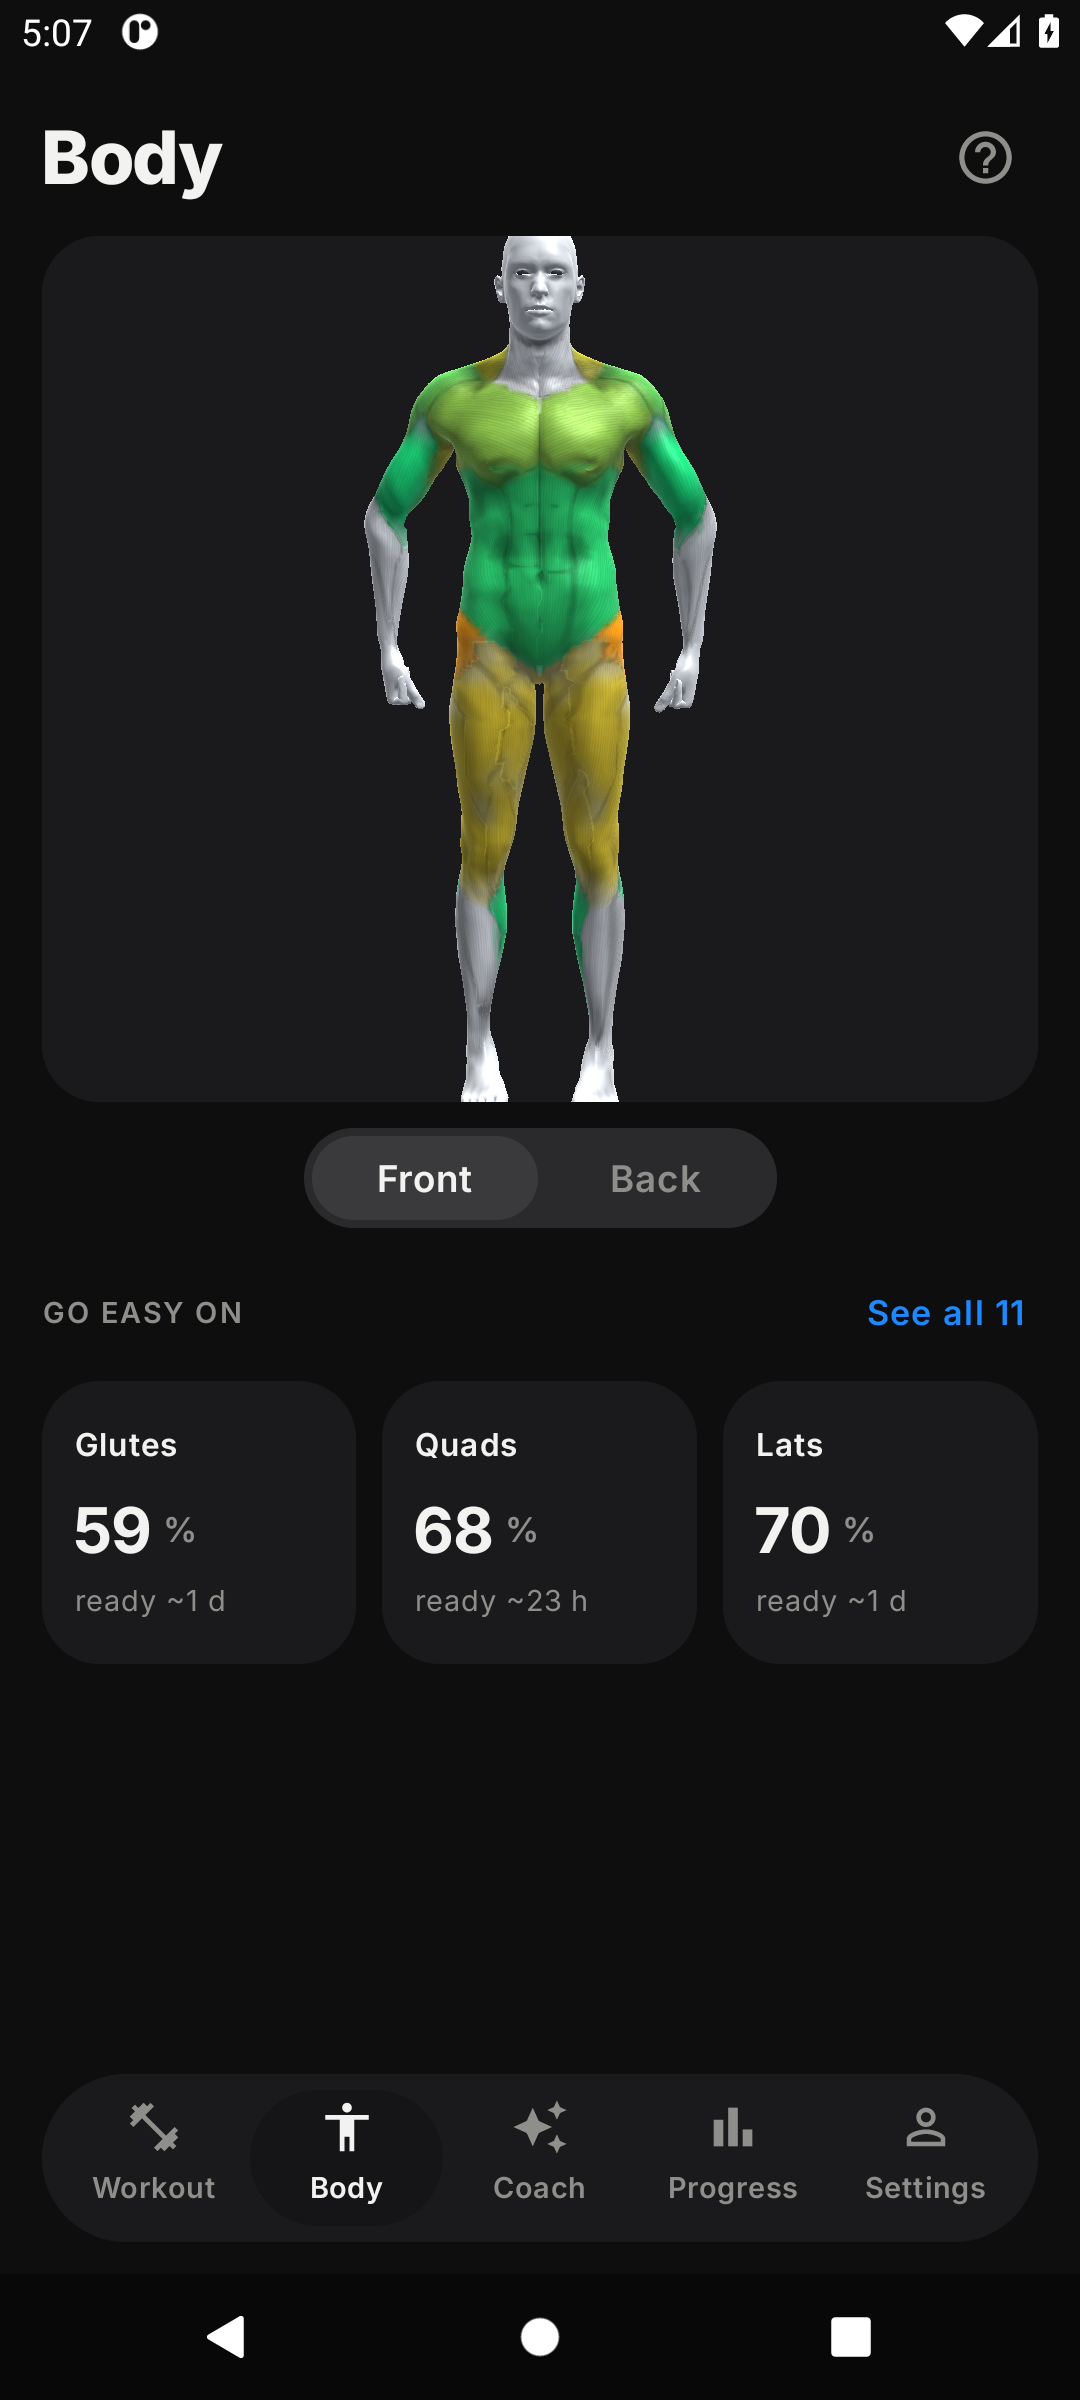 5:07
Body
Front Back
GO EASY ON See all 11
Glutes Quads Lats
59 % 68 % 70 %
ready ~1 d ready ~23 h ready ~1 d
Workout Body Coach Progress Settings